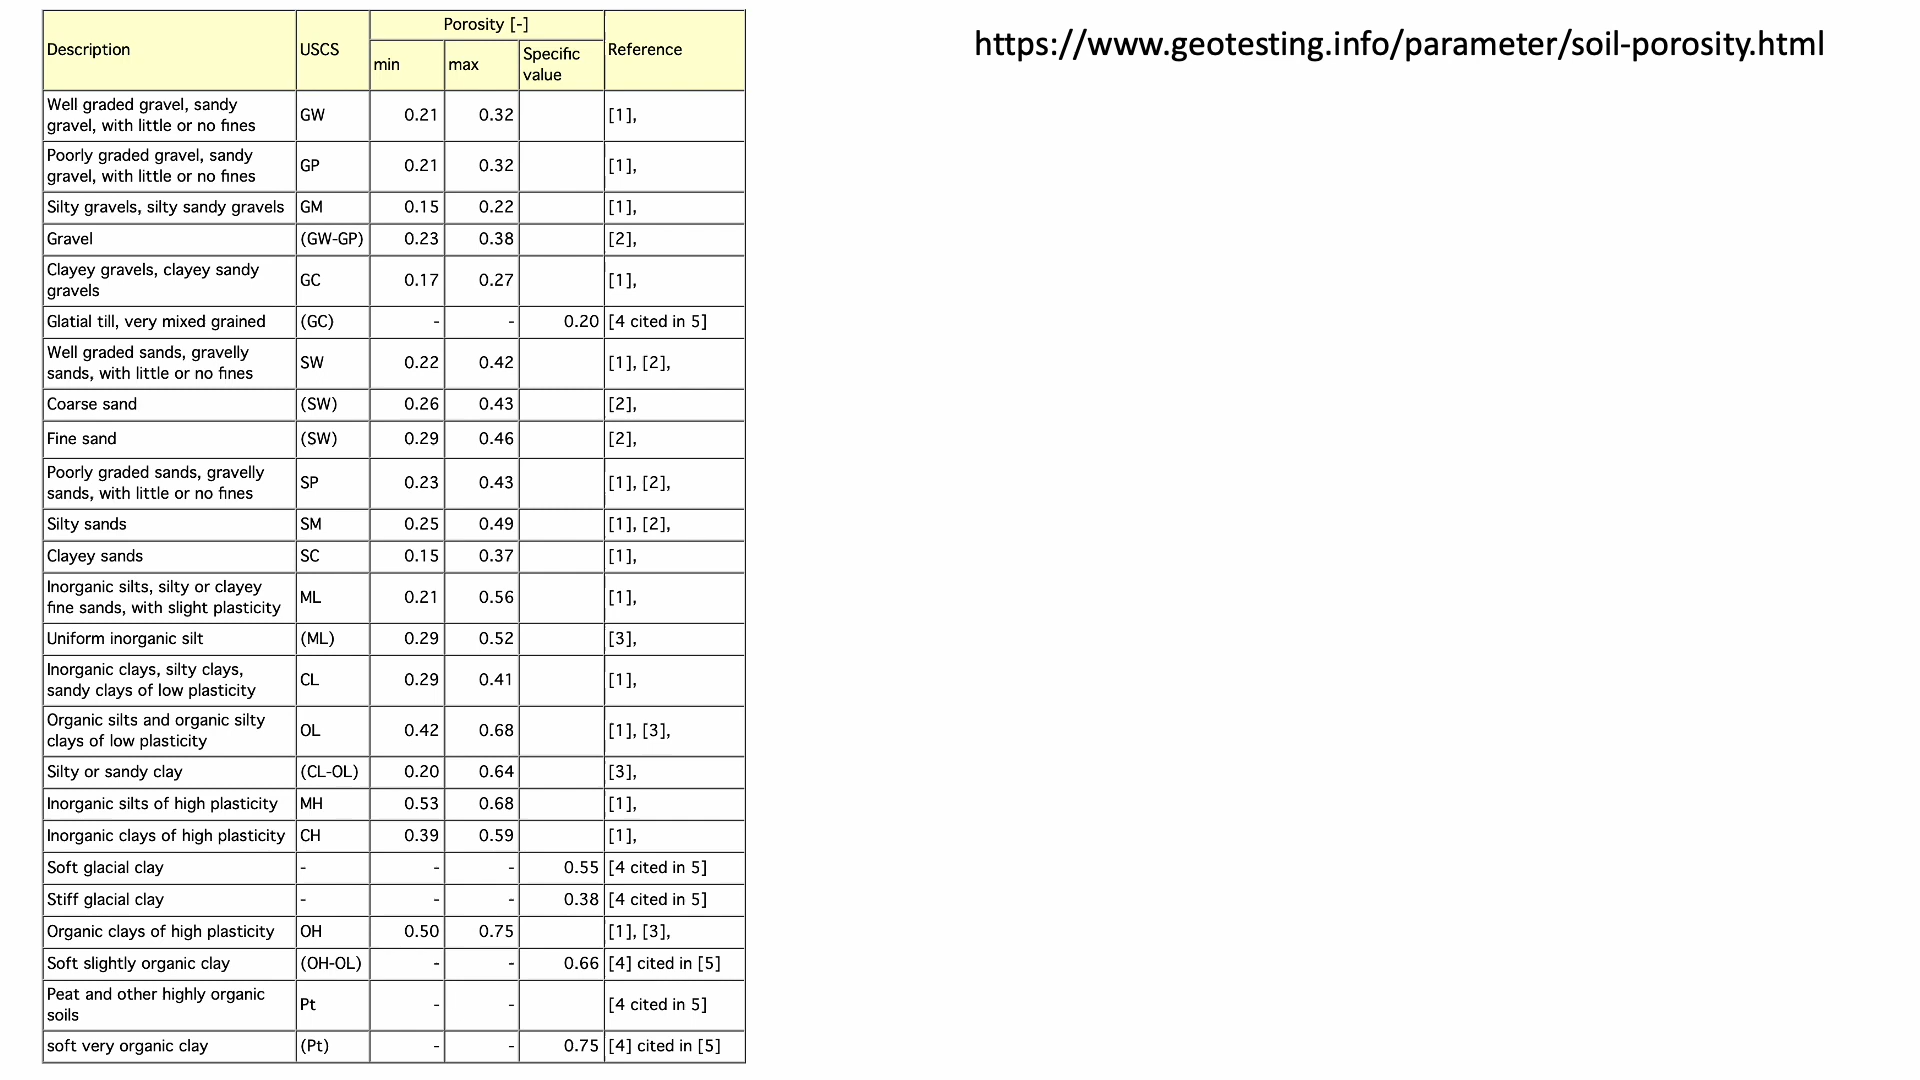 https://www.geotesting.info/parameter/soil-porosity.html
Description USCS Porosity [-] Reference
min max Specific value
Well graded gravel, sandy
gravel, with little or no fines GW 0.21 0.32 [1],
Poorly graded gravel, sandy
gravel, with little or no fines GP 0.21 0.32 [1],
Silty gravels, silty sandy gravels GM 0.15 0.22 [1],
Gravel (GW-GP) 0.23 0.38 [2],
Clayey gravels, clayey sandy
gravels GC 0.17 0.27 [1],
Glatial till, very mixed grained (GC) - - 0.20 [4 cited in 5]
Well graded sands, gravelly
sands, with little or no fines SW 0.22 0.42 [1], [2],
Coarse sand (SW) 0.26 0.43 [2],
Fine sand (SW) 0.29 0.46 [2],
Poorly graded sands, gravelly
sands, with little or no fines SP 0.23 0.43 [1], [2],
Silty sands SM 0.25 0.49 [1], [2],
Clayey sands SC 0.15 0.37 [1],
Inorganic silts, silty or clayey
fine sands, with slight plasticity ML 0.21 0.56 [1],
Uniform inorganic silt (ML) 0.29 0.52 [3],
Inorganic clays, silty clays,
sandy clays of low plasticity CL 0.29 0.41 [1],
Organic silts and organic silty
clays of low plasticity OL 0.42 0.68 [1], [3],
Silty or sandy clay (CL-OL) 0.20 0.64 [3],
Inorganic silts of high plasticity MH 0.53 0.68 [1],
Inorganic clays of high plasticity CH 0.39 0.59 [1],
Soft glacial clay - - - 0.55 [4 cited in 5]
Stiff glacial clay - - - 0.38 [4 cited in 5]
Organic clays of high plasticity OH 0.50 0.75 [1], [3],
Soft slightly organic clay (OH-OL) - - 0.66 [4] cited in [5]
Peat and other highly organic
soils Pt - - [4 cited in 5]
soft very organic clay (Pt) - - 0.75 [4] cited in [5]